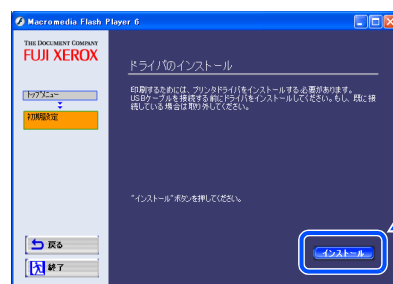 Macromedia Flash Player 6
THE DOCUMENT COMPANY
FUJI XEROX
トップメニュー
初期設定
ドライバのインストール
印刷するためには、プリンタドライバをインストールする必要があります。
USBケーブルを接続する前にドライバをインストールしてください。もし、既に接
続している場合は取り外してください。
"インストール"ボタンを押してください。
インストール
戻る
終了